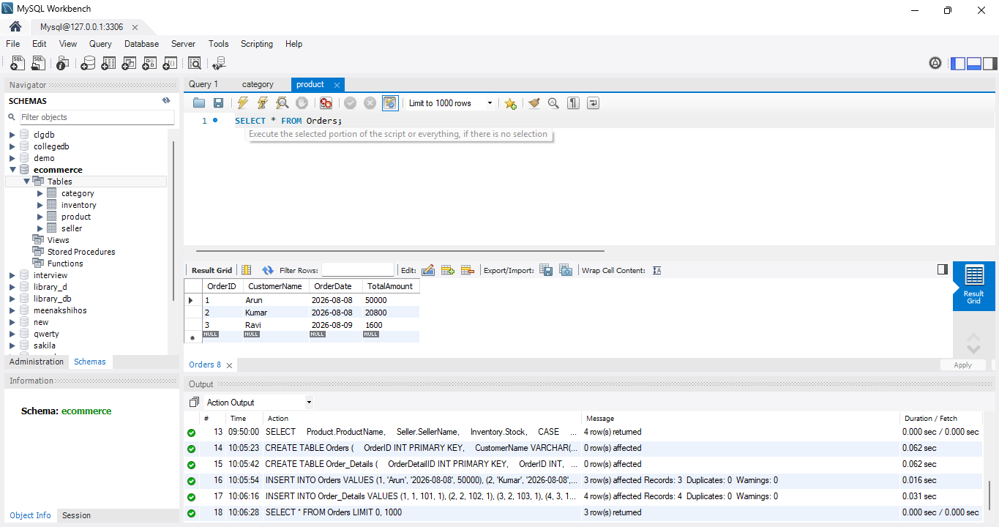 MySQL Workbench
Mysql@127.0.0.1:3306
File Edit View Query Database Server Tools Scripting Help
Navigator
SCHEMAS
Filter objects
clgdb
collegedb
demo
ecommerce
Tables
category
inventory
product
seller
Views
Stored Procedures
Functions
interview
library_d
library_db
meenakshihos
new
qwerty
sakila
Administration Schemas
Information
Schema: ecommerce
Object Info Session
Query 1 category product
Limit to 1000 rows
1 SELECT * FROM Orders;
Execute the selected portion of the script or everything, if there is no selection
Result Grid Filter Rows: Edit: Export/Import: Wrap Cell Content:
OrderID CustomerName OrderDate TotalAmount
1 Arun 2026-08-08 50000
2 Kumar 2026-08-08 20800
3 Ravi 2026-08-09 1600
NULL NULL NULL NULL
Result
Grid
Orders 8 Apply
Output
Action Output
# Time Action Message Duration / Fetch
13 09:50:00 SELECT Product.ProductName, Seller.SellerName, Inventory.Stock, CASE ... 4 row(s) returned 0.000 sec / 0.000 sec
14 10:05:23 CREATE TABLE Orders ( OrderID INT PRIMARY KEY, CustomerName VARCHAR(... 0 row(s) affected 0.062 sec
15 10:05:42 CREATE TABLE Order_Details ( OrderDetailID INT PRIMARY KEY, OrderID INT, ... 0 row(s) affected 0.062 sec
16 10:05:54 INSERT INTO Orders VALUES (1, 'Arun', '2026-08-08', 50000), (2, 'Kumar', '2026-08-08',... 3 row(s) affected Records: 3 Duplicates: 0 Warnings: 0 0.016 sec
17 10:06:16 INSERT INTO Order_Details VALUES (1, 1, 101, 1), (2, 2, 102, 1), (3, 2, 103, 1), (4, 3, 1... 4 row(s) affected Records: 4 Duplicates: 0 Warnings: 0 0.031 sec
18 10:06:28 SELECT * FROM Orders LIMIT 0, 1000 3 row(s) returned 0.000 sec / 0.000 sec